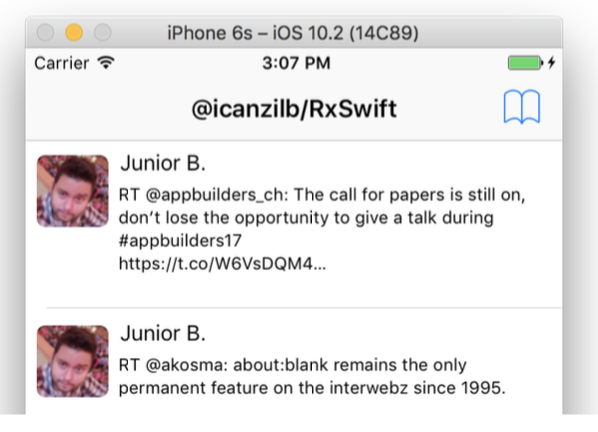 iPhone 6s – iOS 10.2 (14C89)
Carrier 3:07 PM
@icanzilb/RxSwift
Junior B.
RT @appbuilders_ch: The call for papers is still on,
don’t lose the opportunity to give a talk during
#appbuilders17
https://t.co/W6VsDQM4...
Junior B.
RT @akosma: about:blank remains the only
permanent feature on the interwebz since 1995.